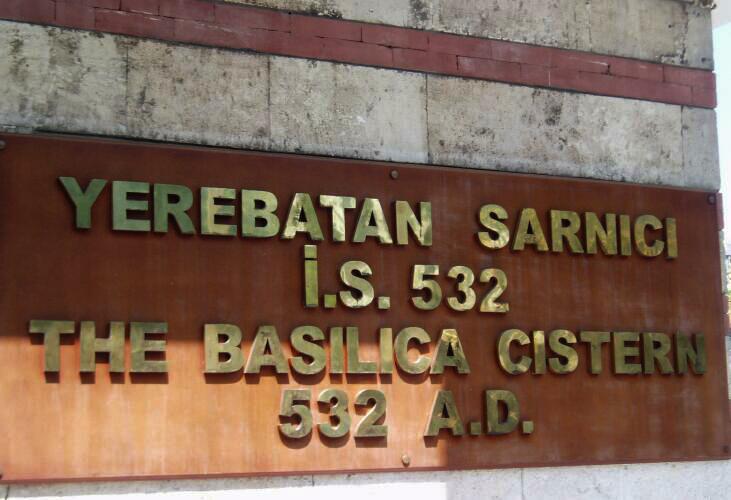 YEREBATAN SARNICI
İ.S. 532
THE BASILICA CISTERN
532 A.D.